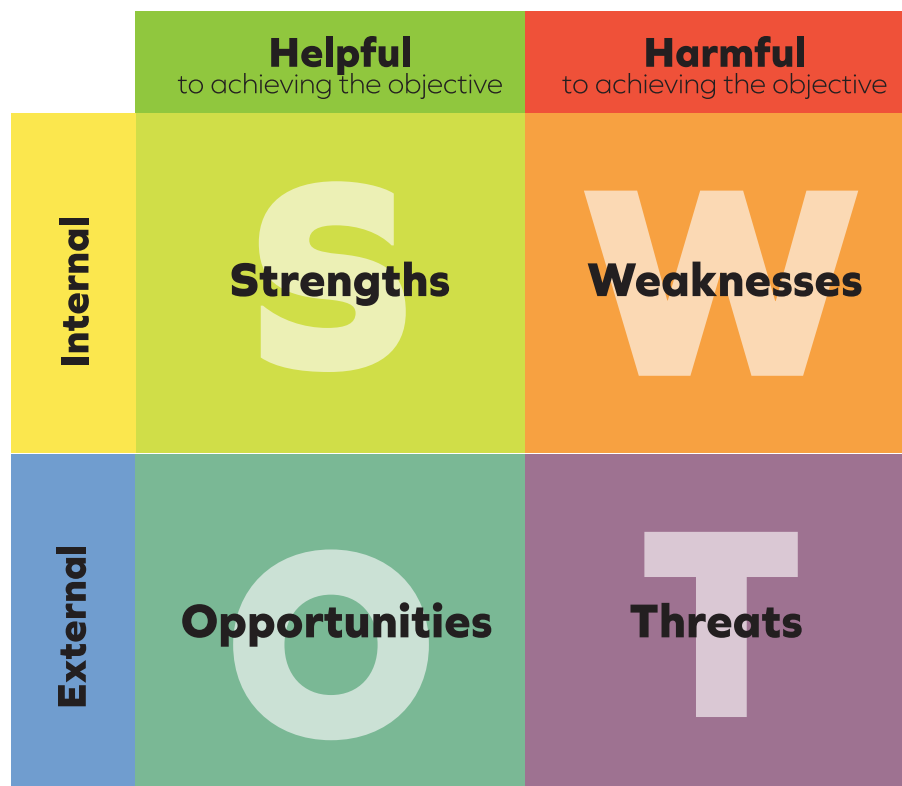 Helpful
to achieving the objective
Harmful
to achieving the objective
Internal
S
Strengths
W
Weaknesses
External
O
Opportunities
T
Threats